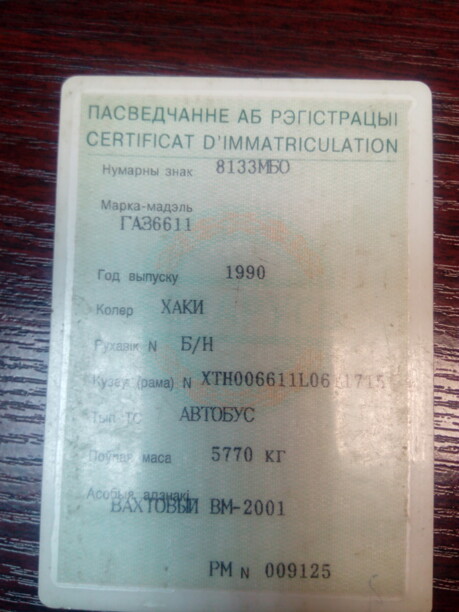 ПАСВЕДЧАННЕ АБ РЭГІСТРАЦЫІ
CERTIFICAT D'IMMATRICULATION
Нумарны знак 8133МБО
Марка-мадэль
ГАЗ6611
Год выпуску 1990
Колер ХАКИ
Рухавік N Б/Н
Кузаў (рама) N
Тып ТС АВТОБУС
Поўная маса 5770 КГ
Асобыя адзнакі
ВАХТОВЫЙ ВМ-2001
РМ N 009125